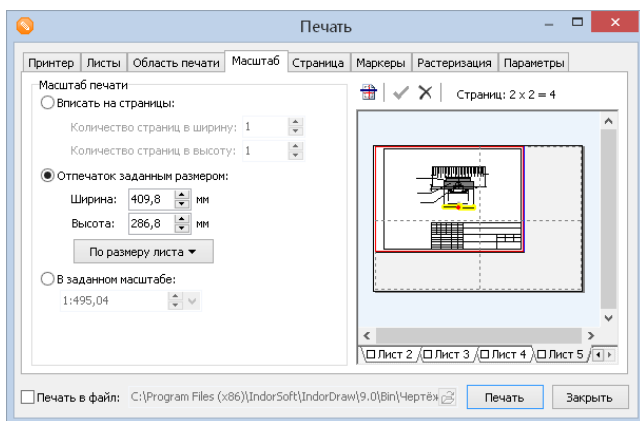 Печать
Принтер Листы Область печати Масштаб Страница Маркеры Растеризация Параметры
Масштаб печати
Вписать на страницы:
Количество страниц в ширину: 1
Количество страниц в высоту: 1
Отпечаток заданным размером:
Ширина: 409,8 мм
Высота: 286,8 мм
По размеру листа
В заданном масштабе:
1:495,04
Страниц: 2 x 2 = 4
Лист 2 Лист 3 Лист 4 Лист 5
Печать в файл: C:\Program Files (x86)\IndorSoft\IndorDraw\9.0\Bin\Чертёж
Печать
Закрыть